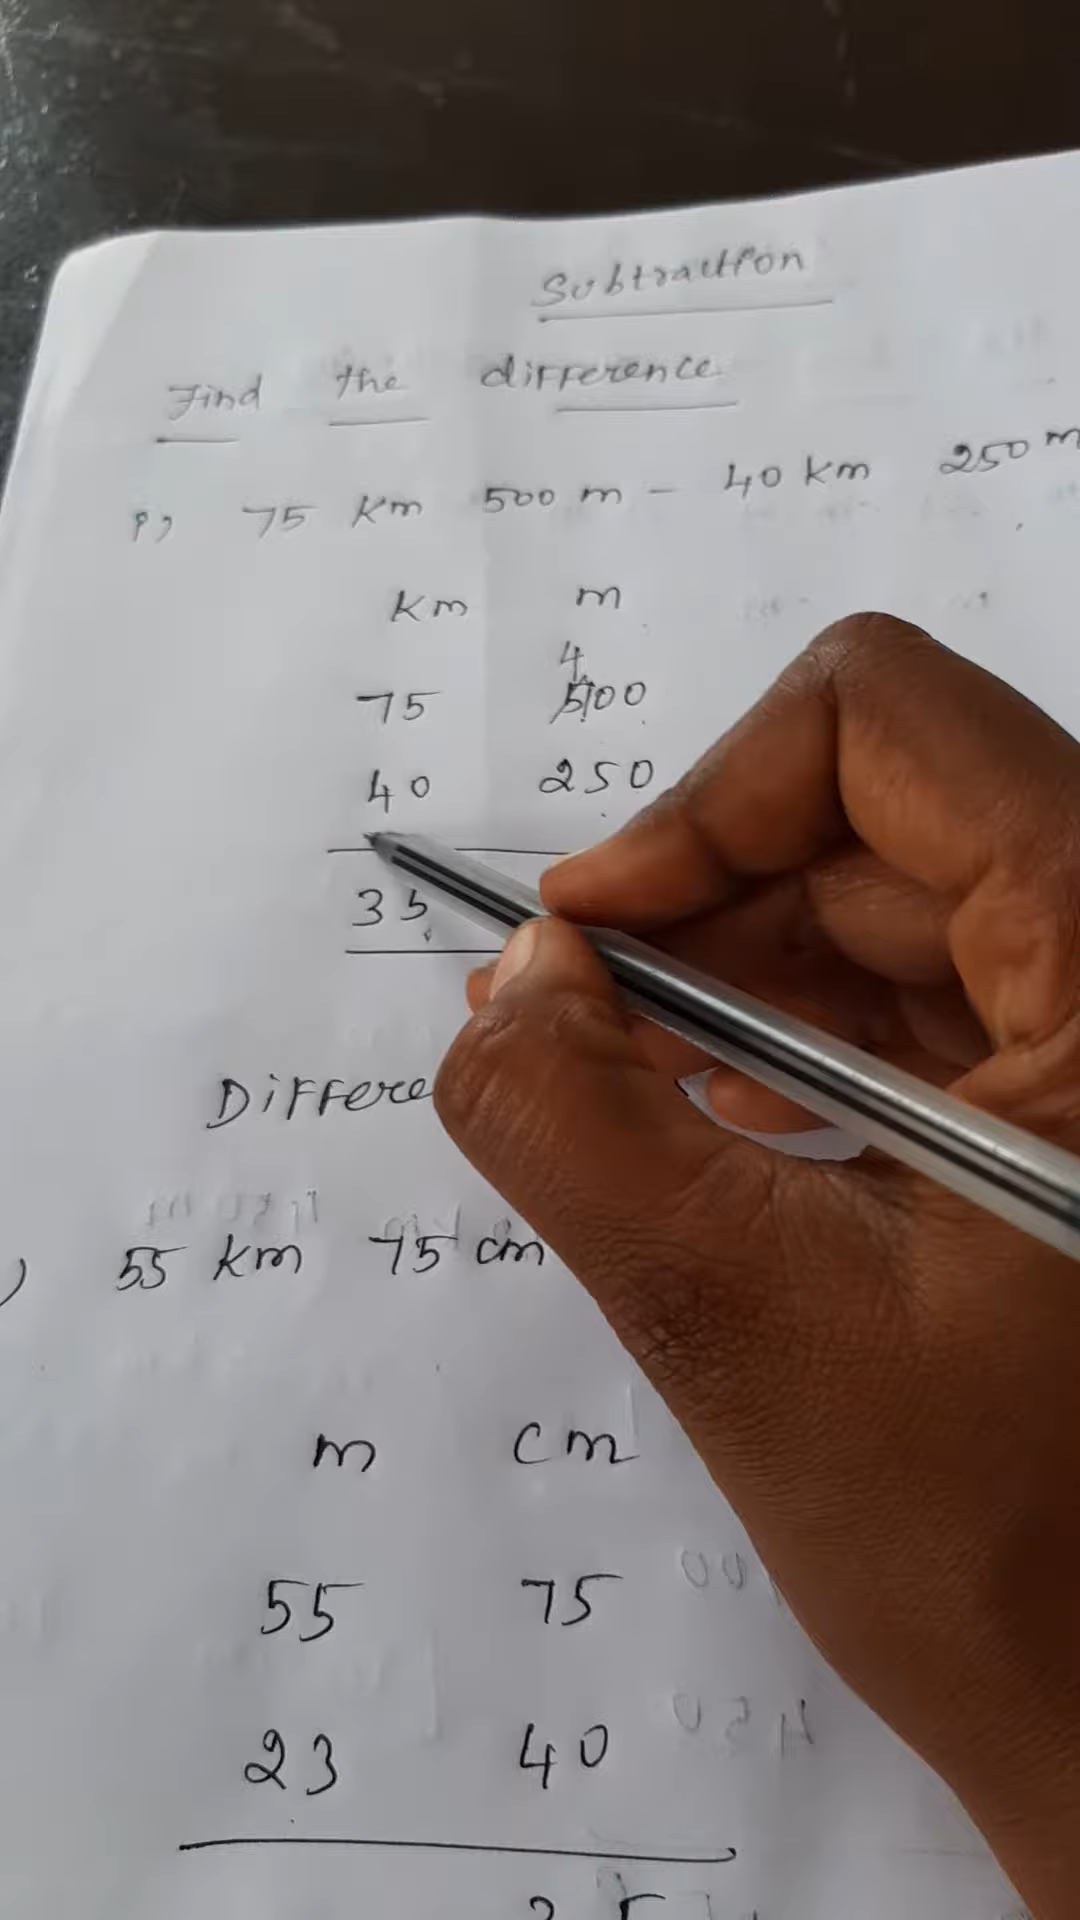 Subtraction
Find the difference
i, 75 Km 500 m - 40 km 250 m
Km m
4
75 500
40 250
35
Differe
) 55 km 75 cm
m cm
55 75
23 40
35